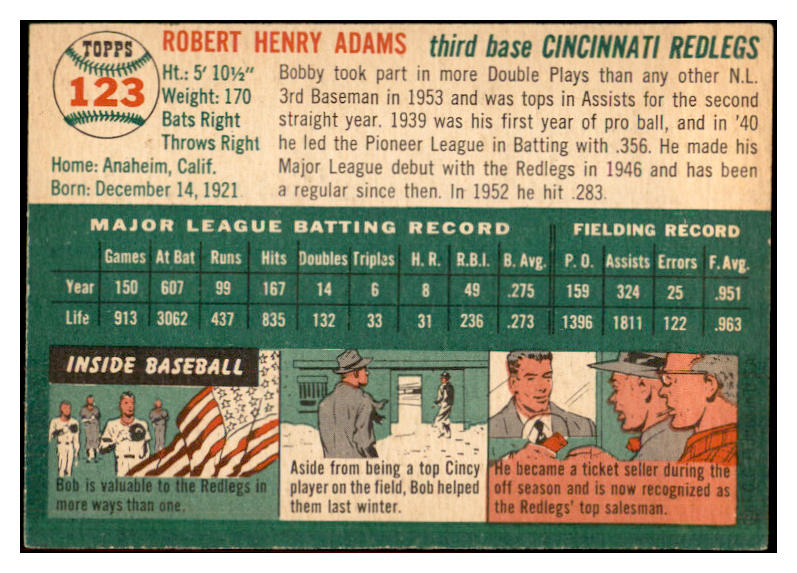 TOPPS
123
ROBERT HENRY ADAMS third base CINCINNATI REDLEGS
Ht.: 5' 10½"
Weight: 170
Bats Right
Throws Right
Home: Anaheim, Calif.
Born: December 14, 1921
Bobby took part in more Double Plays than any other N.L.
3rd Baseman in 1953 and was tops in Assists for the second
straight year. 1939 was his first year of pro ball, and in '40
he led the Pioneer League in Batting with .356. He made his
Major League debut with the Redlegs in 1946 and has been
a regular since then. In 1952 he hit .283.
MAJOR LEAGUE BATTING RECORD FIELDING RECORD
Games At Bat Runs Hits Doubles Triples H. R. R.B.I. B. Avg. P. O. Assists Errors F. Avg.
Year 150 607 99 167 14 6 8 49 .275 159 324 25 .951
Life 913 3062 437 835 132 33 31 236 .273 1396 1811 122 .963
INSIDE BASEBALL
Bob is valuable to the Redlegs in
more ways than one.
Aside from being a top Cincy
player on the field, Bob helped
them last winter.
He became a ticket seller during the
off season and is now recognized as
the Redlegs' top salesman.